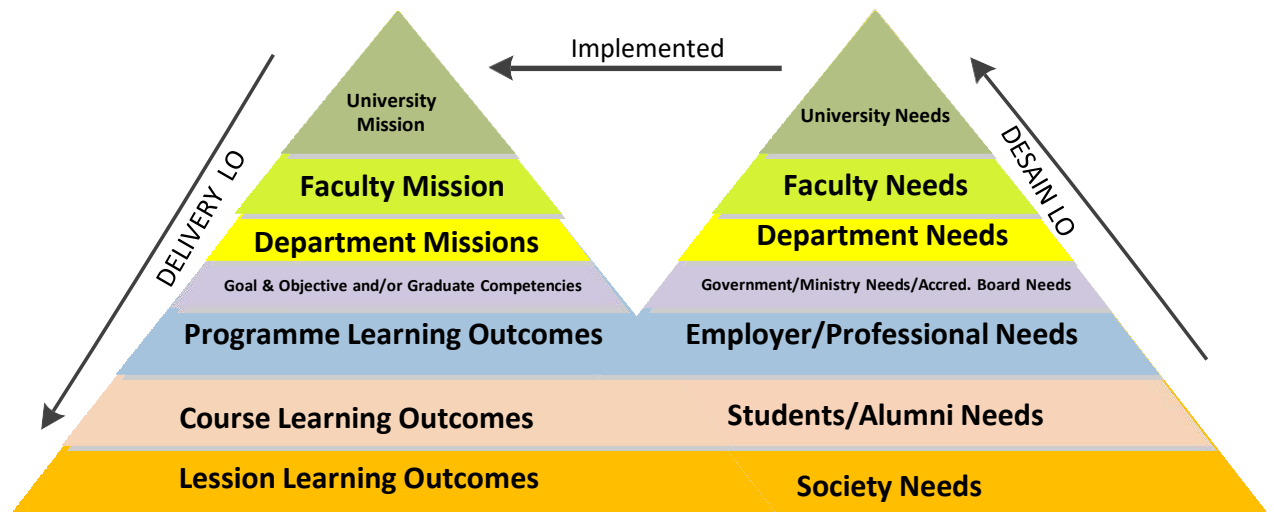 Implemented
University
Mission
University Needs
DELIVERY LO
DESAIN LO
Faculty Mission
Faculty Needs
Department Missions
Department Needs
Goal & Objective and/or Graduate Competencies
Government/Ministry Needs/Accred. Board Needs
Programme Learning Outcomes
Employer/Professional Needs
Course Learning Outcomes
Students/Alumni Needs
Lession Learning Outcomes
Society Needs